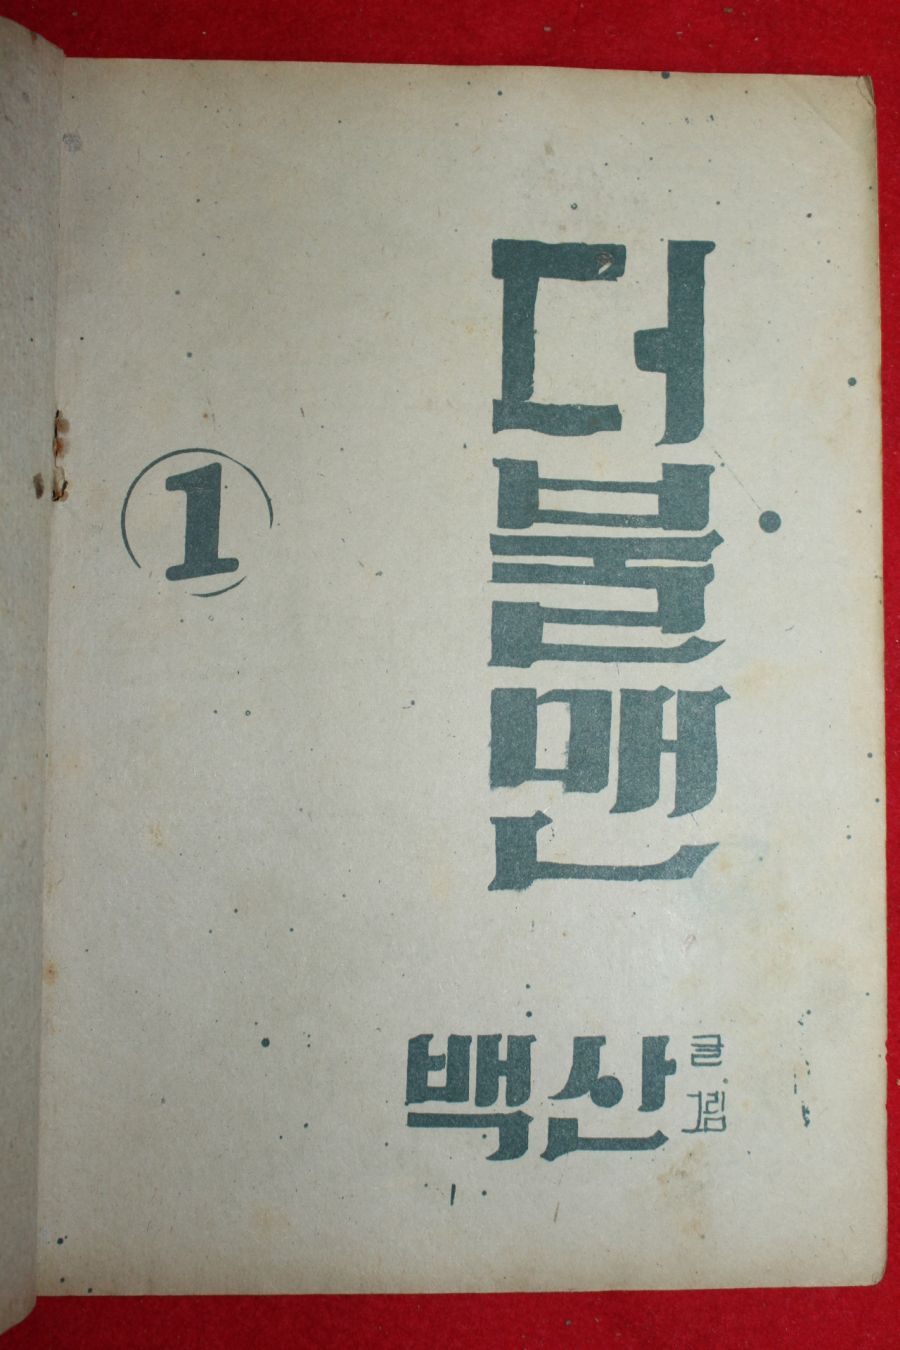 더블맨
1
백산 글 그림